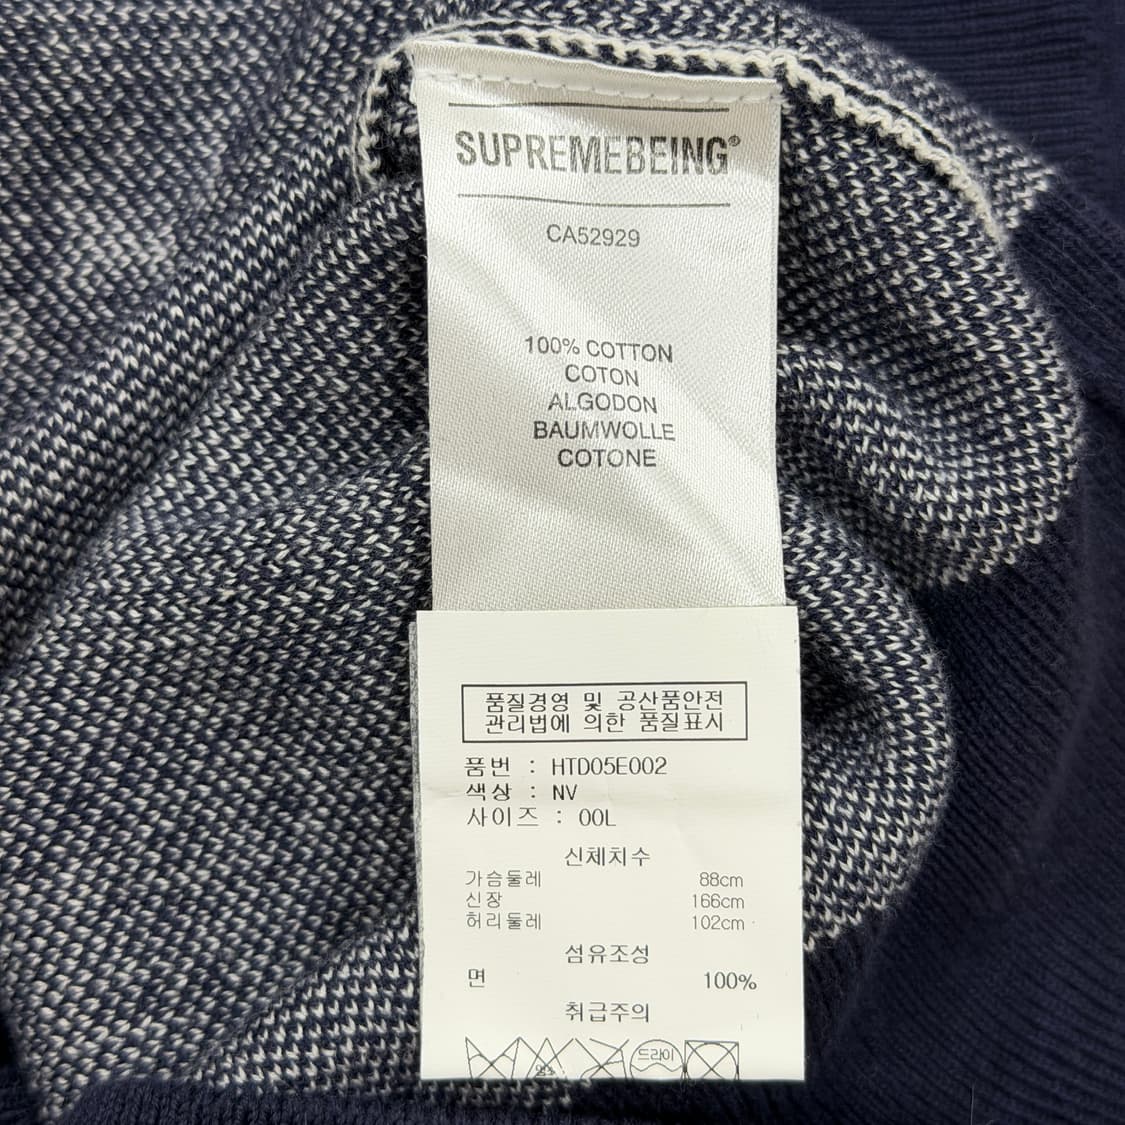 SUPREMEBEING®
CA52929
100% COTTON
COTON
ALGODON
BAUMWOLLE
COTONE
품질경영 및 공산품안전
관리법에 의한 품질표시
품번 : HTD05E002
색상 : NV
사이즈 : 00L
신체치수
가슴둘레 88cm
신장 166cm
허리둘레 102cm
섬유조성
면 100%
취급주의
드라이